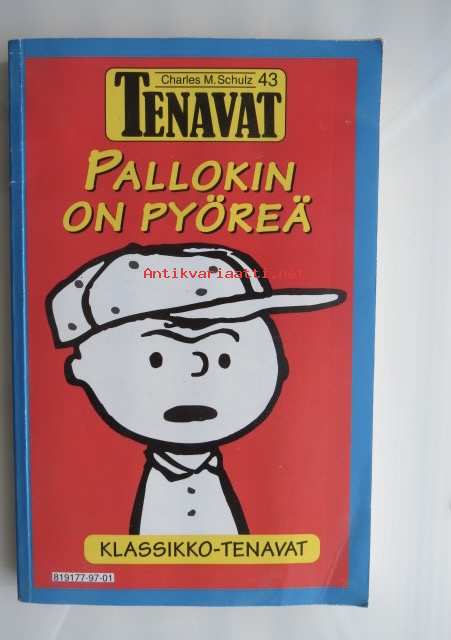 Charles M. Schulz 43
TENAVAT
PALLOKIN
ON PYÖREÄ
Antikvariaatti.net
KLASSIKKO-TENAVAT
819177-97-01